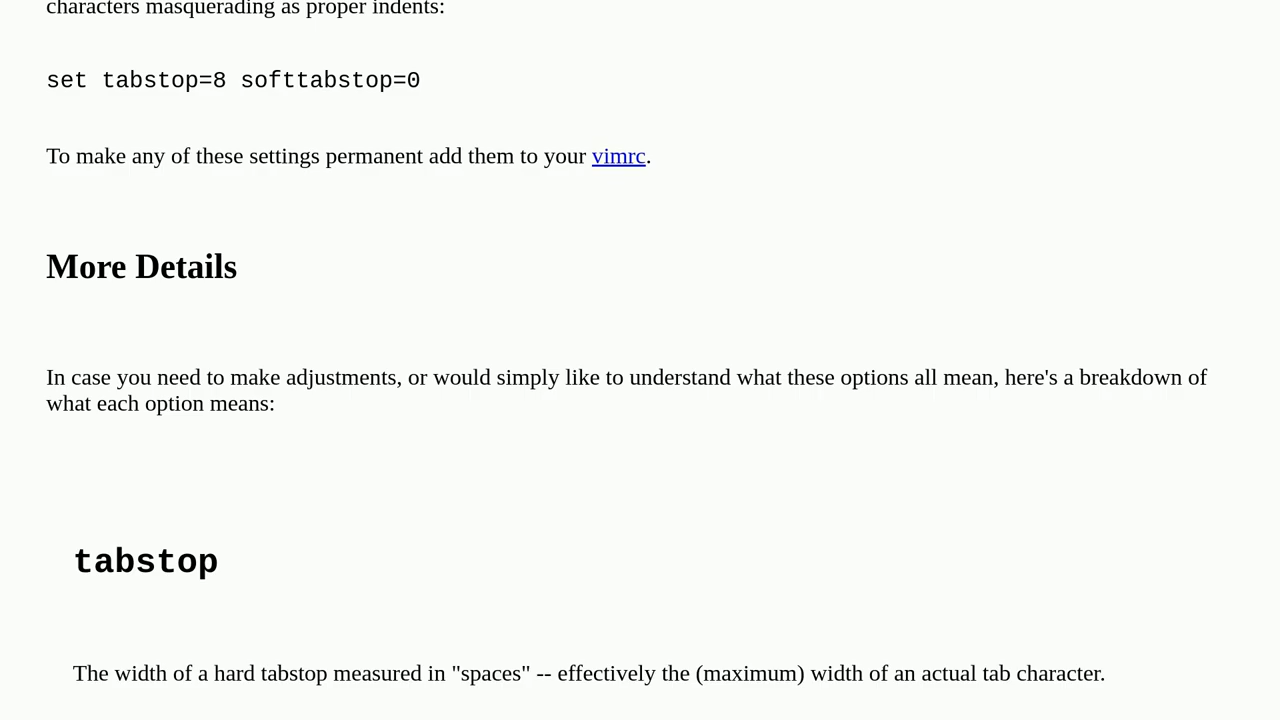 characters masquerading as proper indents:
set tabstop=8 softtabstop=0
To make any of these settings permanent add them to your vimrc.
More Details
In case you need to make adjustments, or would simply like to understand what these options all mean, here's a breakdown of
what each option means:
tabstop
The width of a hard tabstop measured in "spaces" -- effectively the (maximum) width of an actual tab character.